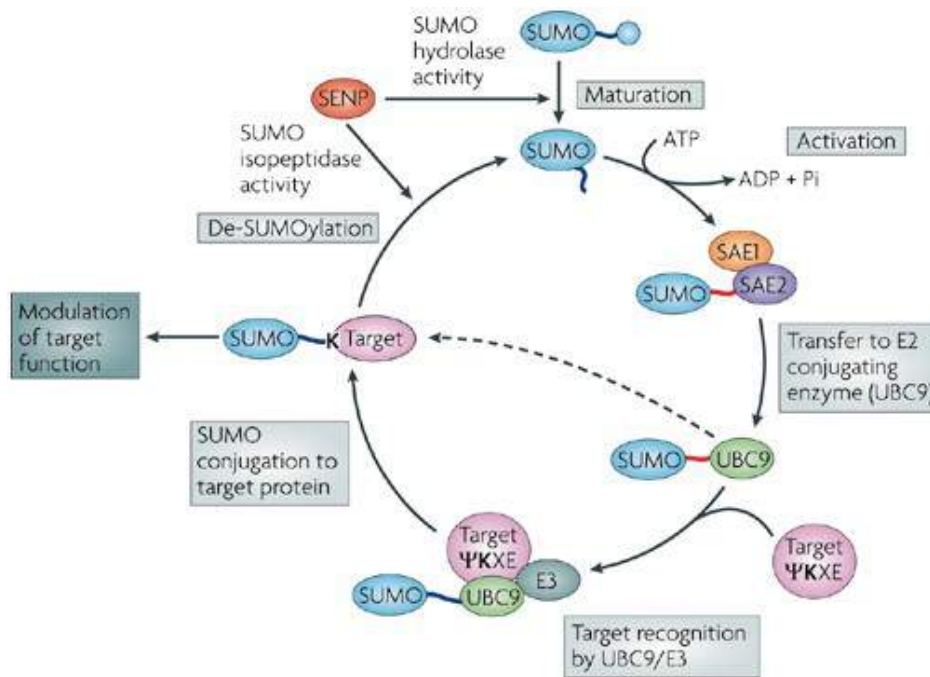 SUMO
SUMO
hydrolase
activity
SENP
Maturation
SUMO
isopeptidase
activity
SUMO
ATP
Activation
ADP + Pi
De-SUMOylation
SAE1
SUMO
SAE2
Modulation
of target
function
SUMO
K Target
Transfer to E2
conjugating
enzyme (UBC9)
SUMO
conjugation to
target protein
SUMO
UBC9
Target
ΨKXE
E3
SUMO
UBC9
Target
ΨKXE
Target recognition
by UBC9/E3